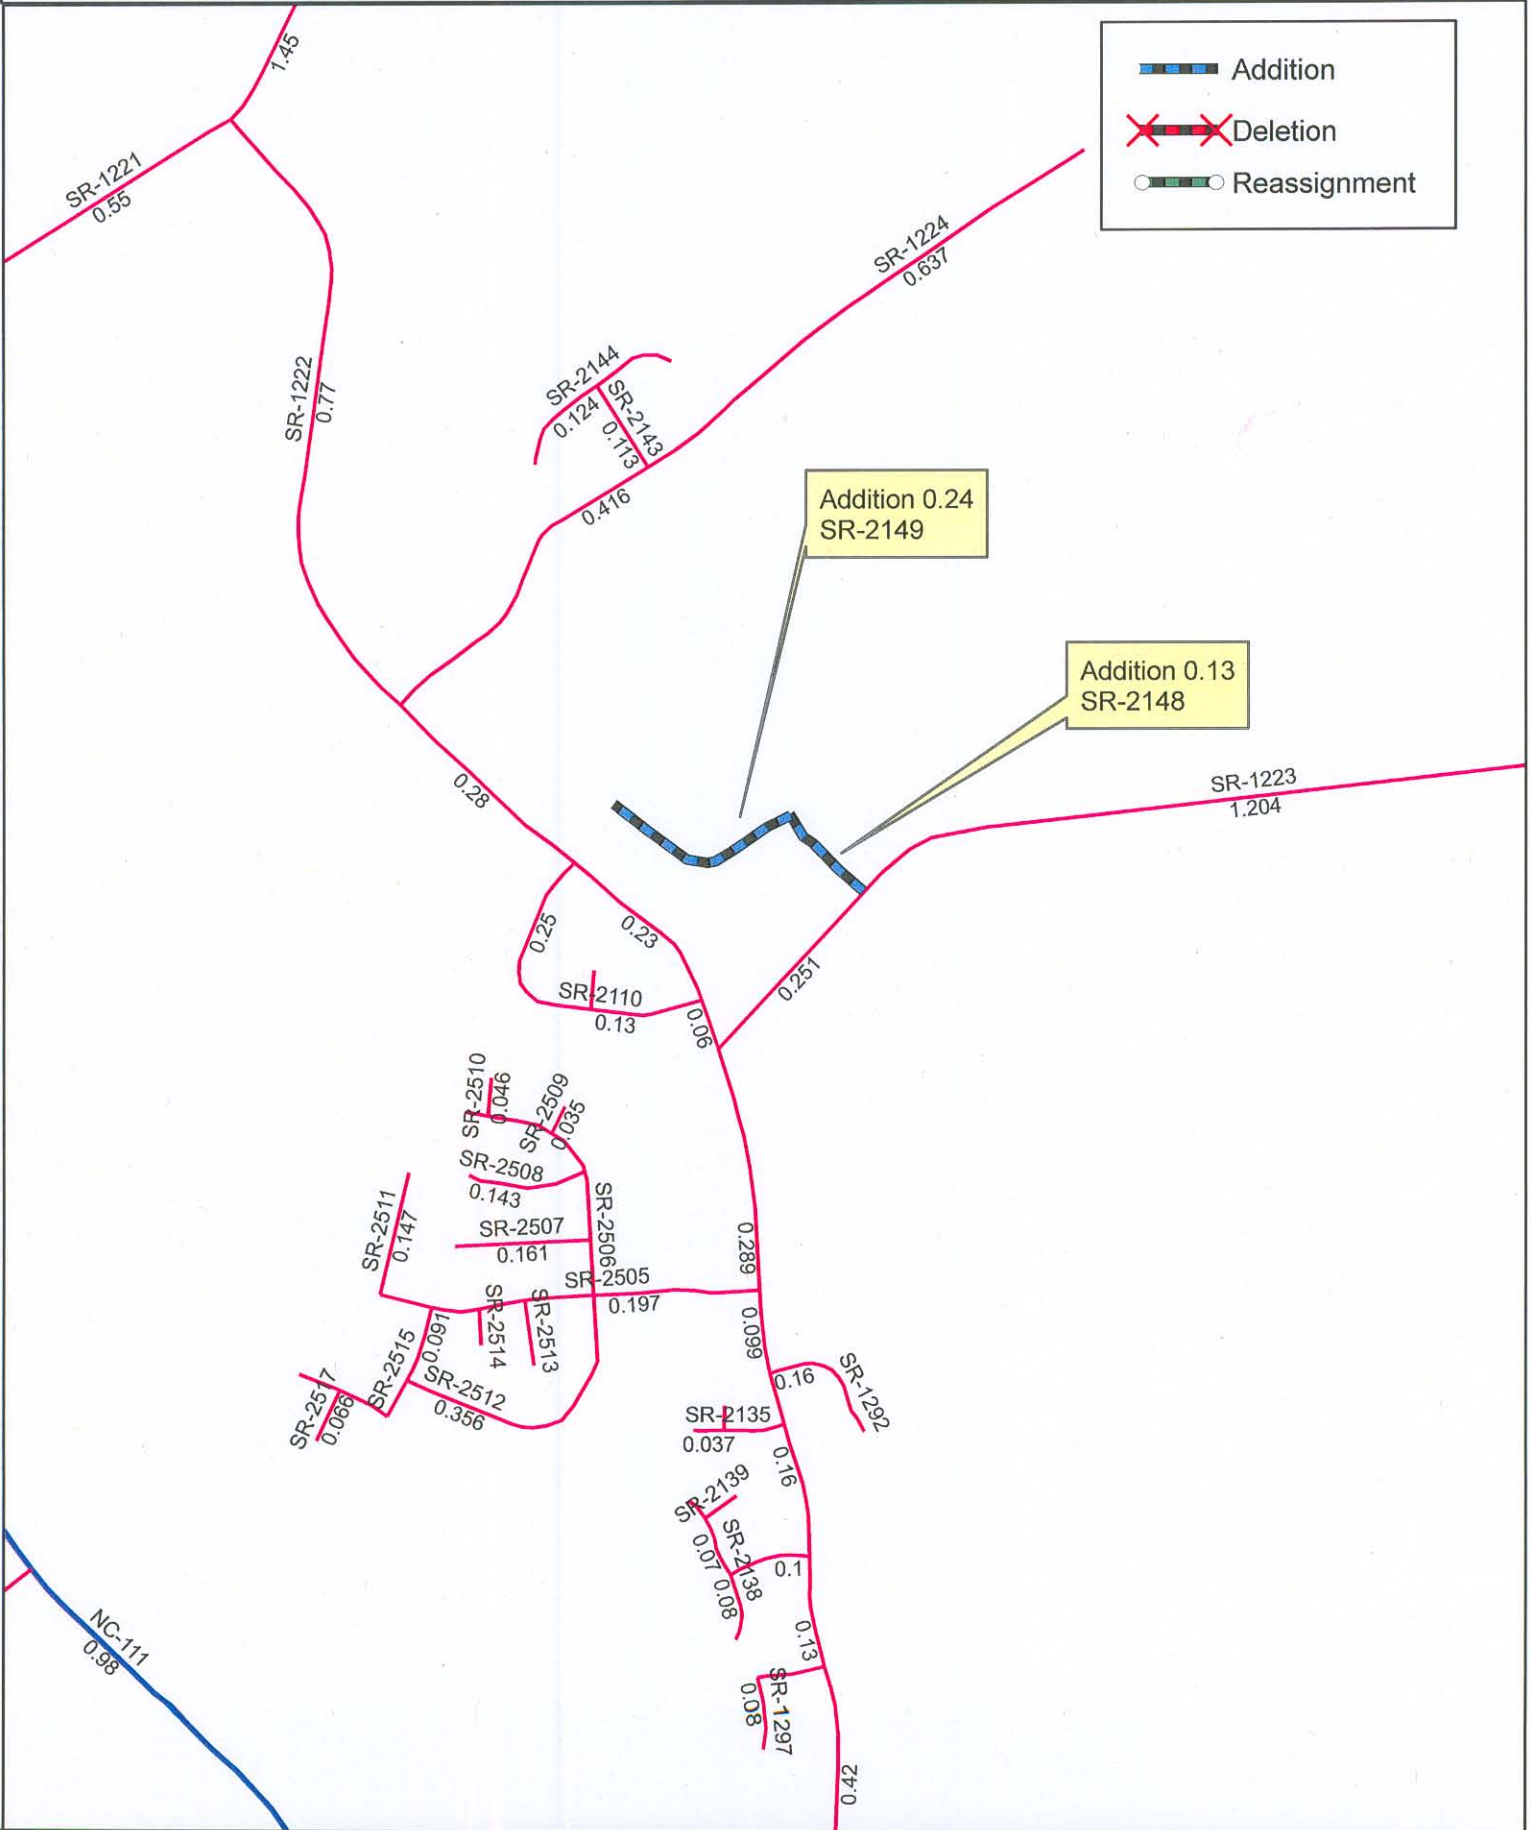 1.45
Addition
Deletion
Reassignment
SR-1221
0.55
SR-1224
0.637
SR-1222
0.77
SR-2144
0.124
SR-2143
0.113
0.416
Addition 0.24
SR-2149
Addition 0.13
SR-2148
0.28
SR-1223
1.204
0.25
0.23
0.251
SR-2110
0.13
0.06
SR-2510
0.046
SR-2509
0.035
SR-2508
0.143
SR-2511
0.147
SR-2506
SR-2507
0.161
0.289
SR-2505
0.197
SR-2514
SR-2513
0.099
0.091
SR-2515
SR-2512
0.356
SR-2517
0.066
0.16
SR-1292
SR-2135
0.037
0.16
SR-2139
0.07
SR-2138
0.08
0.1
0.13
SR-1297
0.08
NC-111
0.98
0.42